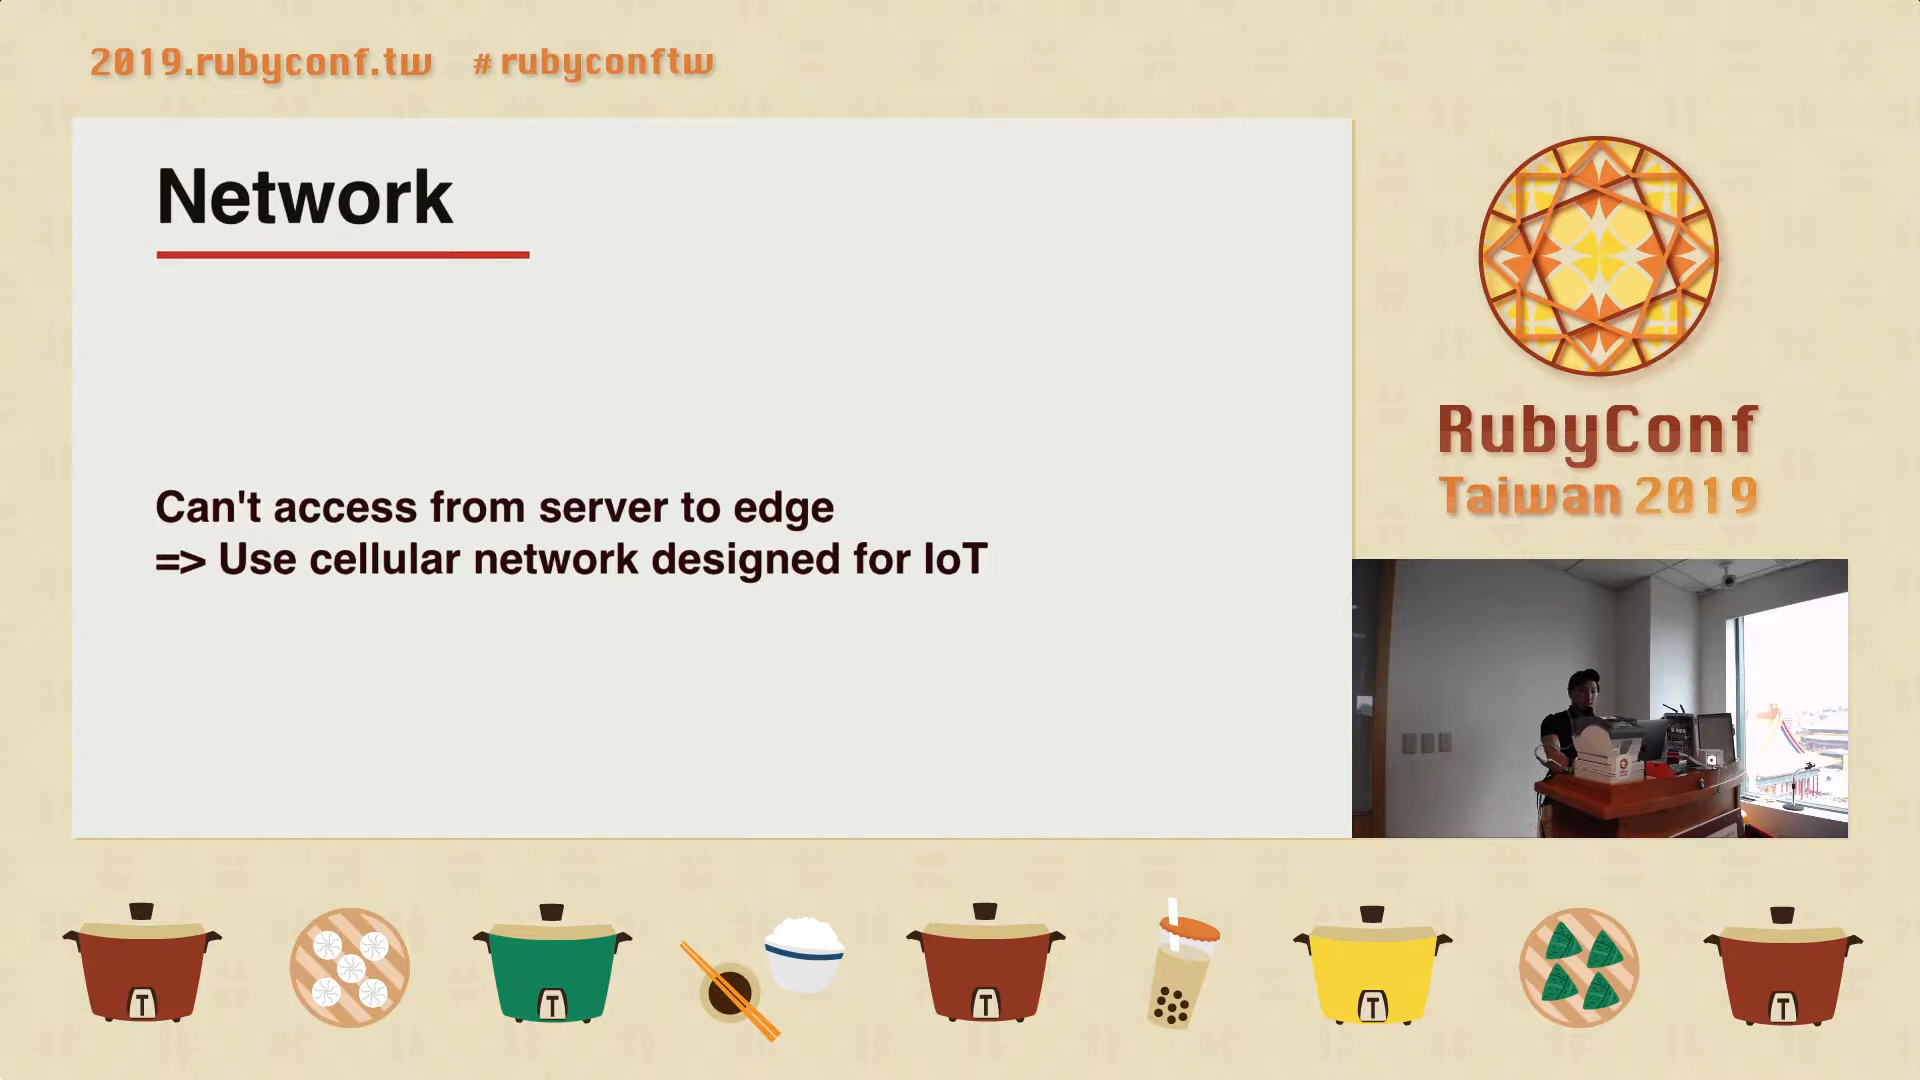 2019.rubyconf.tw #rubyconftw
Network
Can't access from server to edge
=> Use cellular network designed for IoT
RubyConf
Taiwan 2019
T
T
T
T
T